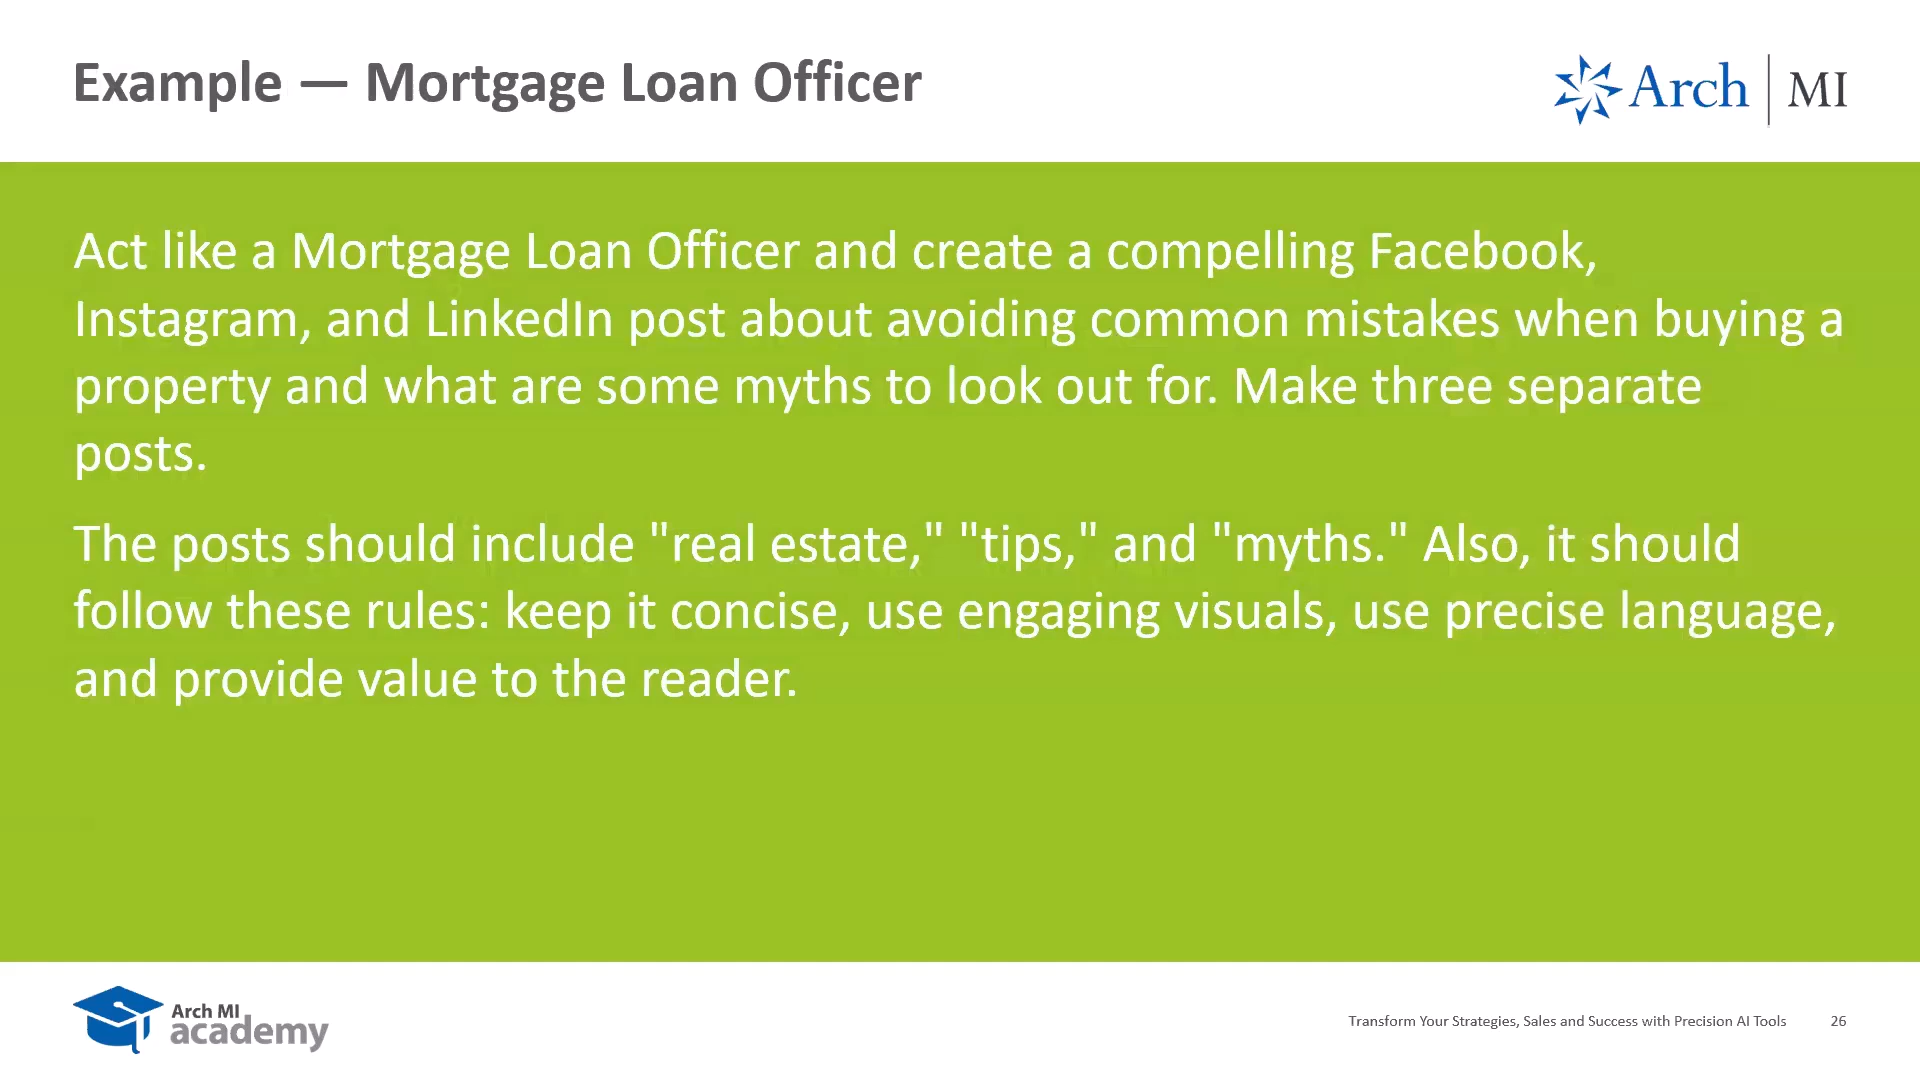 Example — Mortgage Loan Officer
Arch | MI
Act like a Mortgage Loan Officer and create a compelling Facebook,
Instagram, and LinkedIn post about avoiding common mistakes when buying a
property and what are some myths to look out for. Make three separate
posts.
The posts should include "real estate," "tips," and "myths." Also, it should
follow these rules: keep it concise, use engaging visuals, use precise language,
and provide value to the reader.
Arch MI
academy
Transform Your Strategies, Sales and Success with Precision AI Tools 26